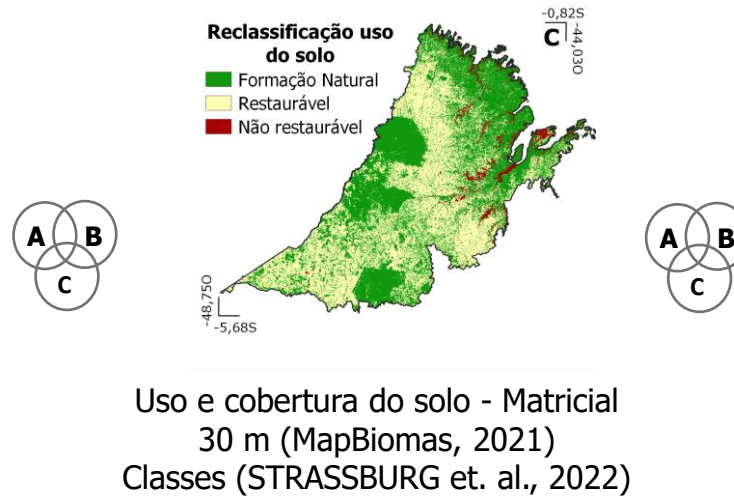 Reclassificação uso
do solo
Formação Natural
Restaurável
Não restaurável
-0,82S
-44,03O
C
A B
C
A B
C
-48,75O
-5,68S
Uso e cobertura do solo - Matricial
30 m (MapBiomas, 2021)
Classes (STRASSBURG et. al., 2022)